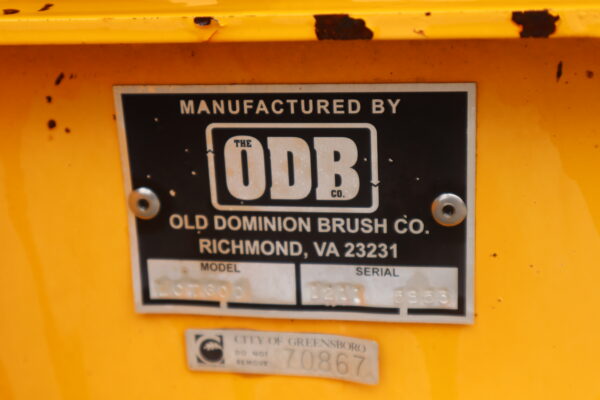 MANUFACTURED BY
THE ODB CO.
OLD DOMINION BRUSH CO.
RICHMOND, VA 23231
MODEL
SERIAL
CITY OF GREENSBORO
DO NOT
REMOVE
70867